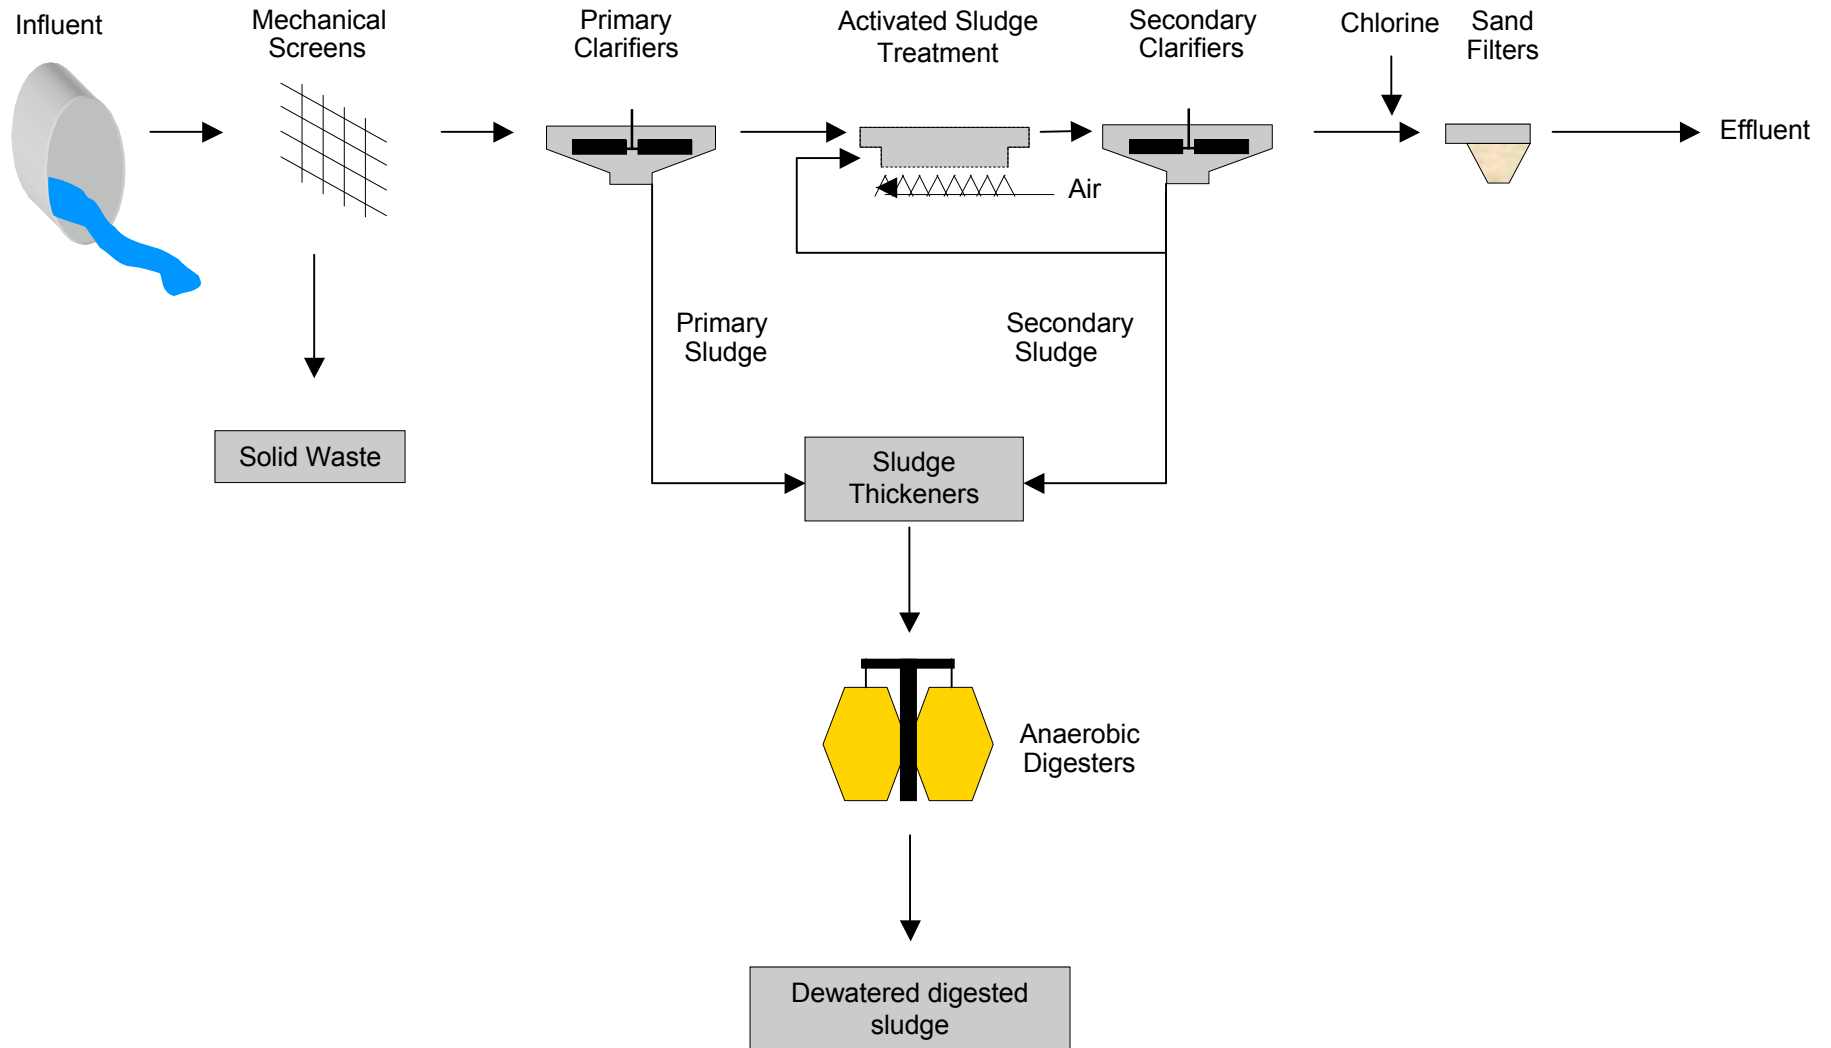 Influent
Mechanical
Screens
Primary
Clarifiers
Activated Sludge
Treatment
Secondary
Clarifiers
Chlorine
Sand
Filters
Effluent
Air
Primary
Sludge
Secondary
Sludge
Solid Waste
Sludge
Thickeners
Anaerobic
Digesters
Dewatered digested
sludge